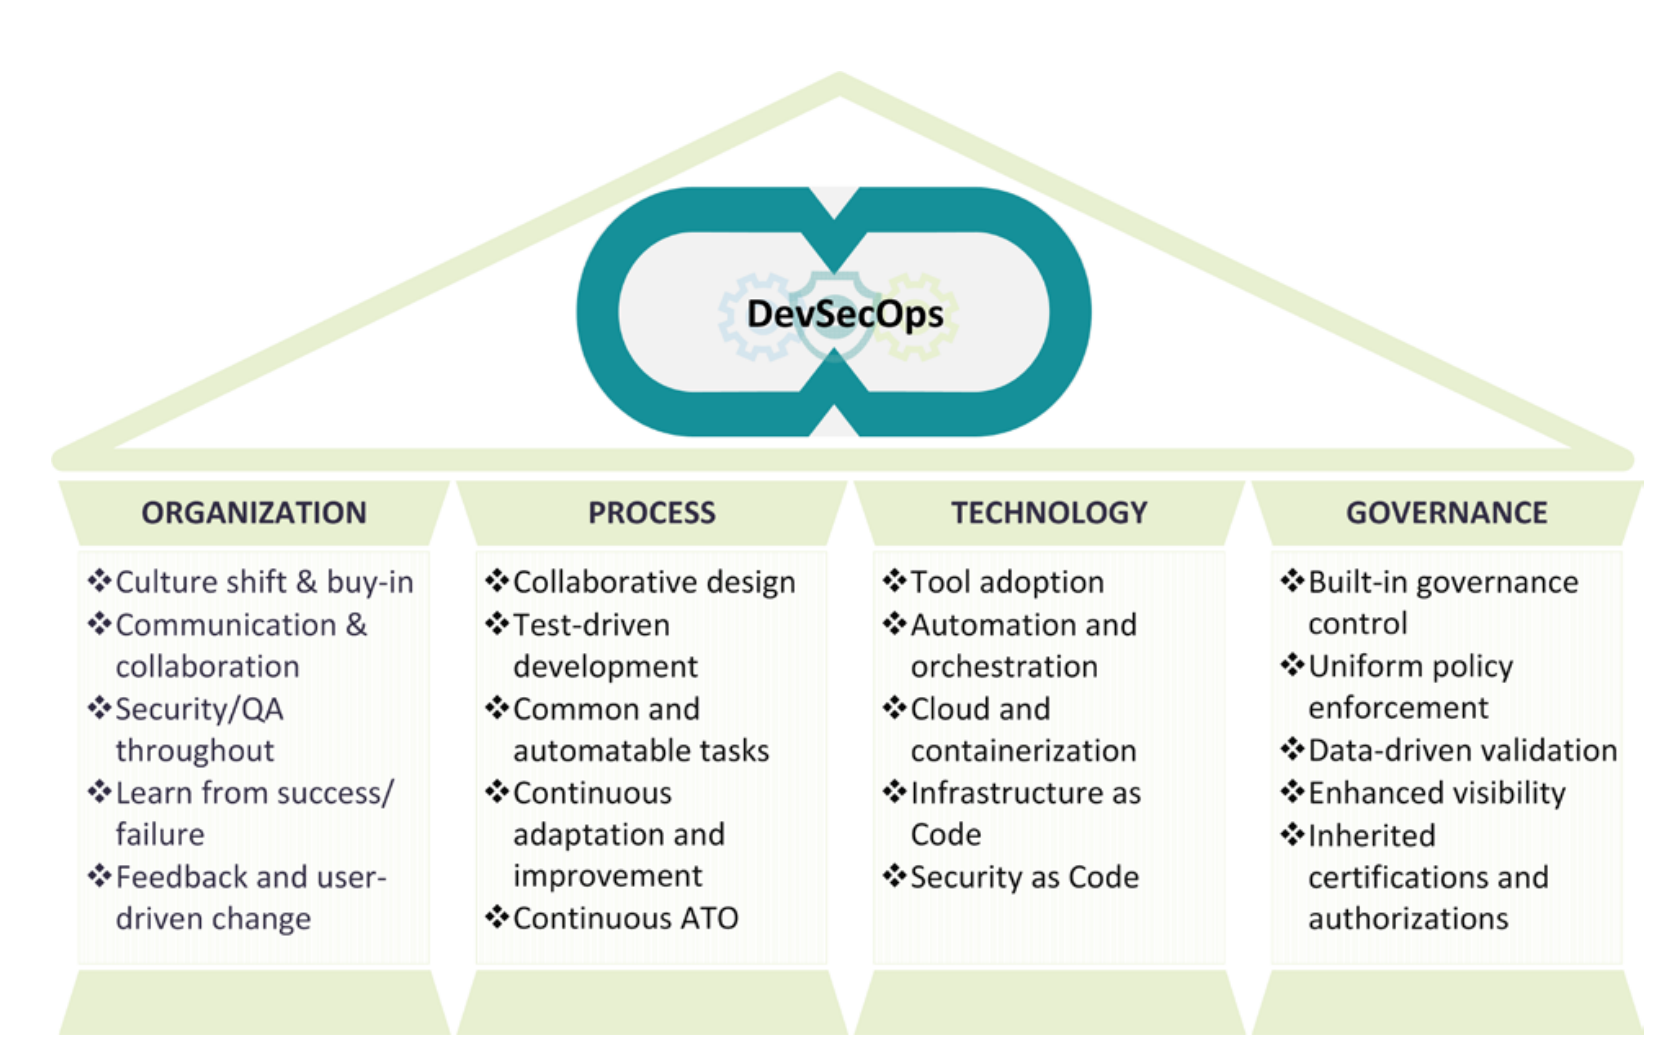 DevSecOps
ORGANIZATION
❖Culture shift & buy-in
❖Communication &
collaboration
❖Security/QA
throughout
❖Learn from success/
failure
❖Feedback and user-
driven change
PROCESS
❖Collaborative design
❖Test-driven
development
❖Common and
automatable tasks
❖Continuous
adaptation and
improvement
❖Continuous ATO
TECHNOLOGY
❖Tool adoption
❖Automation and
orchestration
❖Cloud and
containerization
❖Infrastructure as
Code
❖Security as Code
GOVERNANCE
❖Built-in governance
control
❖Uniform policy
enforcement
❖Data-driven validation
❖Enhanced visibility
❖Inherited
certifications and
authorizations